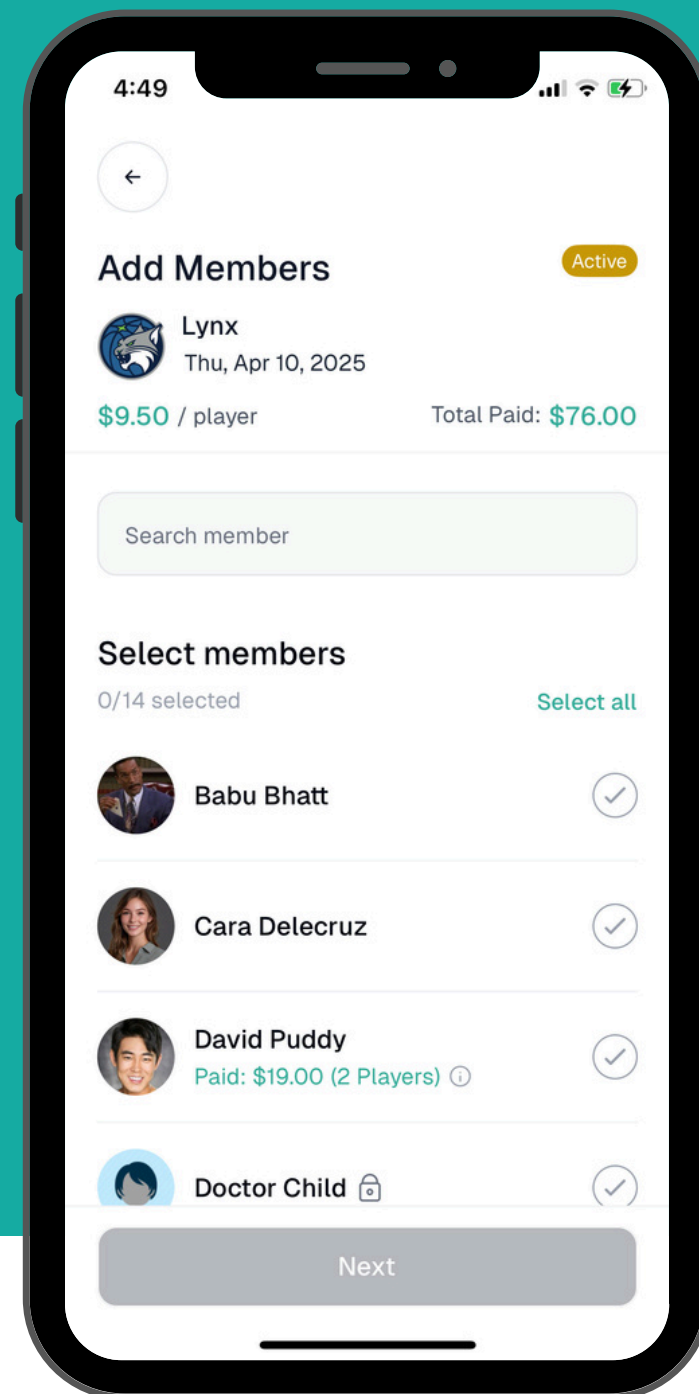 4:49
Add Members
Active
Lynx
Thu, Apr 10, 2025
$9.50 / player
Total Paid: $76.00
Search member
Select members
0/14 selected
Select all
Babu Bhatt
Cara Delecruz
David Puddy
Paid: $19.00 (2 Players)
Doctor Child
Next